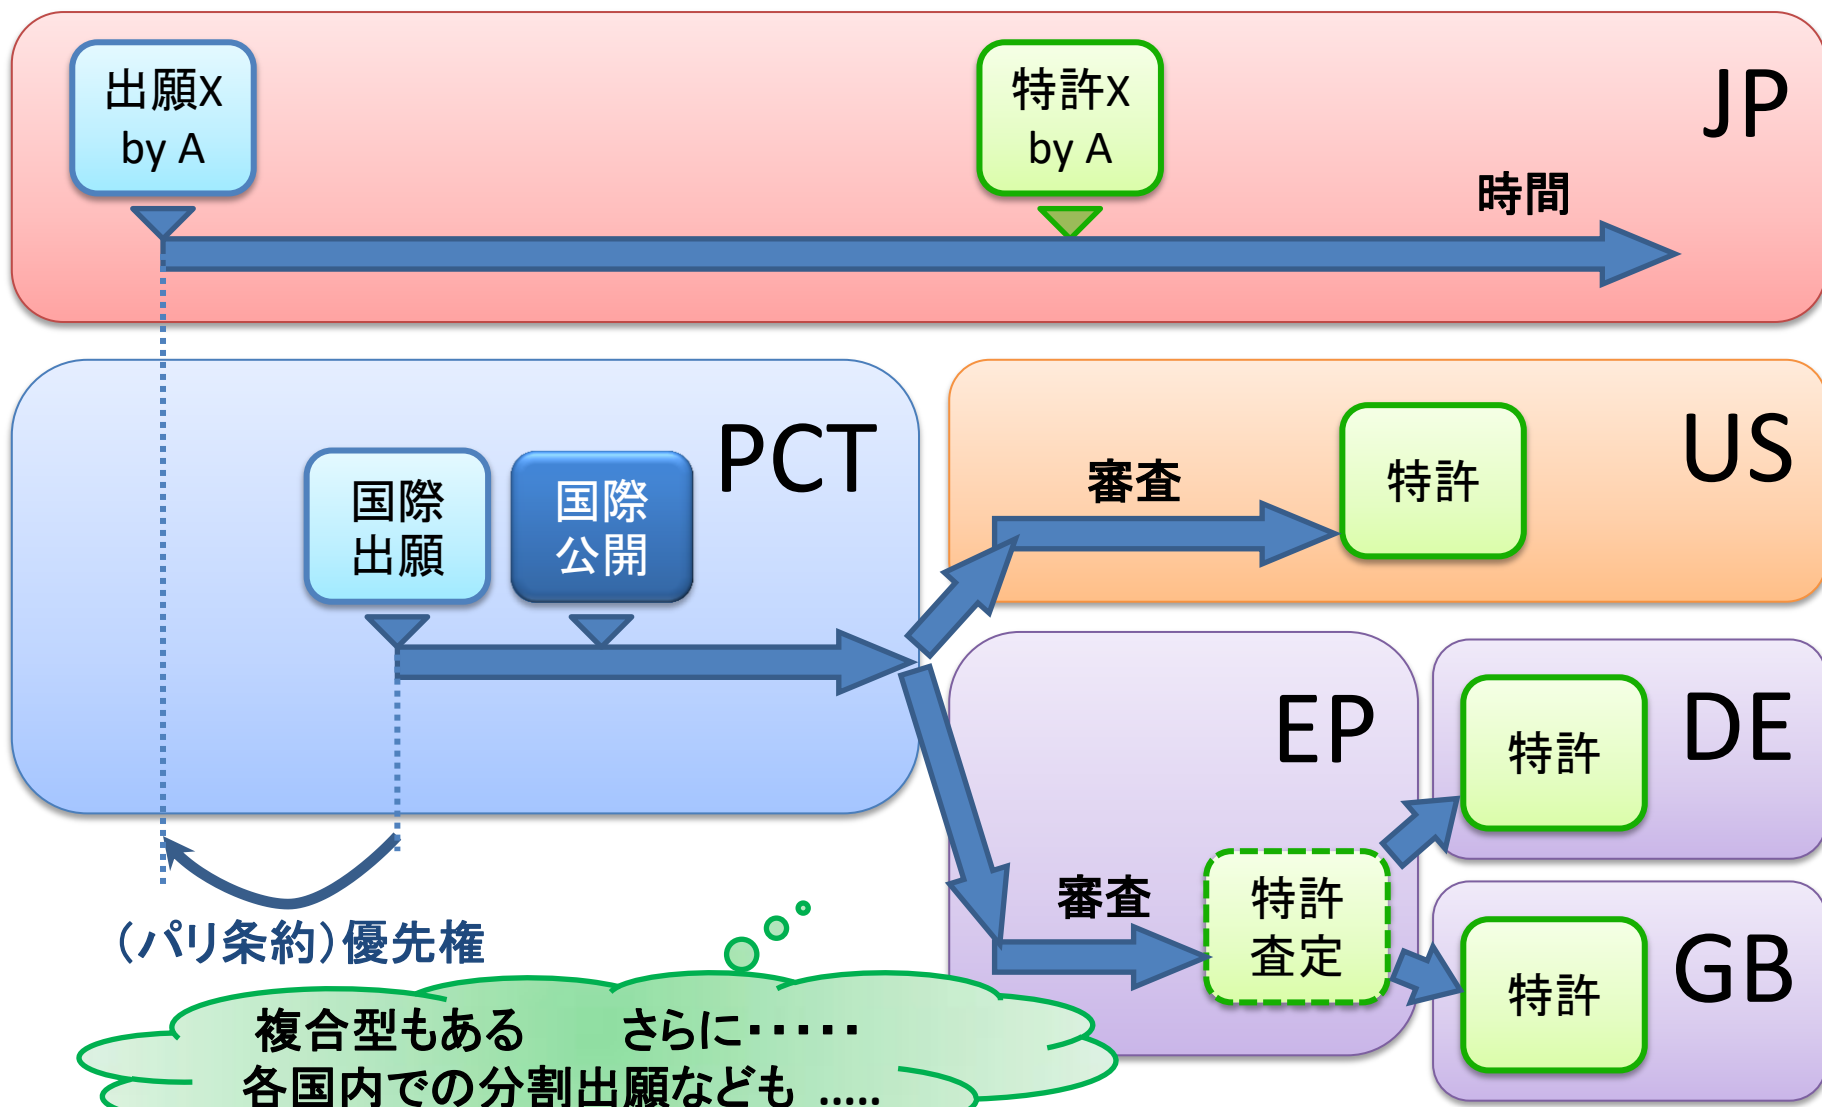 出願X
by A
特許X
by A
JP
時間
PCT
国際
出願
国際
公開
US
審査
特許
EP
審査
特許
査定
DE
特許
GB
特許
（パリ条約）優先権
複合型もある　　さらに・・・・・
各国内での分割出願なども .....